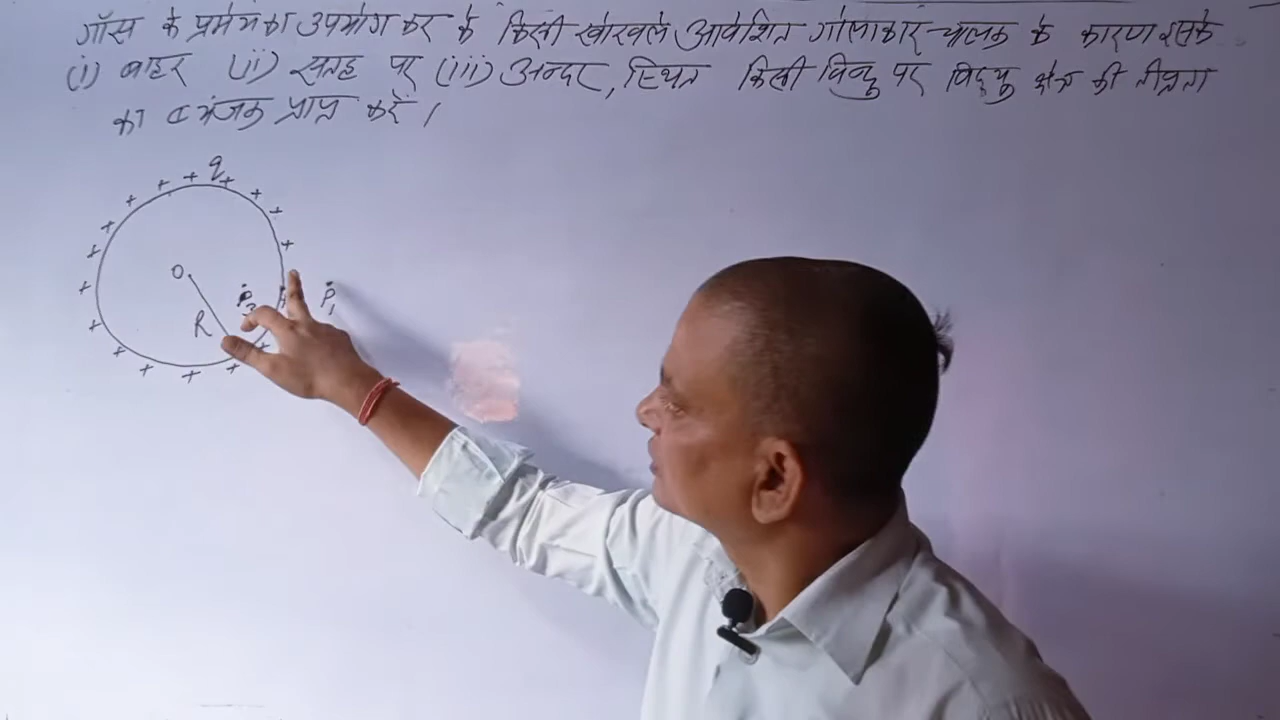 गॉस के प्रमेय का उपयोग कर के किसी खोखले आवेशित गोलाकार चालक के कारण इसके
(i) बाहर (ii) सतह पर (iii) अन्दर, स्थित किसी बिन्दु पर विद्युत क्षेत्र की तीव्रता
का व्यंजक प्राप्त करें।
q
O
R
P₃
P₁